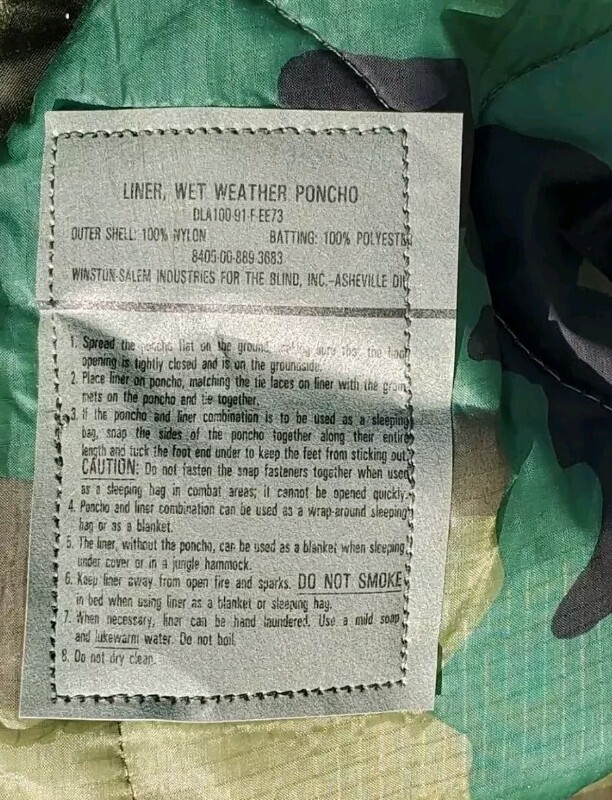 LINER, WET WEATHER PONCHO
DLA100-91-F-EE73
OUTER SHELL: 100% NYLON BATTING: 100% POLYESTE
8405-00-889-3683
WINSTON-SALEM INDUSTRIES FOR THE BLIND, INC.-ASHEVILLE DI
1. Spread the poncho flat on the ground, making sure that the hood
opening is tightly closed and is on the groundside.
2. Place liner on poncho, matching the tie laces on liner with the grom
mets on the poncho and tie together.
3. If the poncho and liner combination is to be used as a sleeping
bag, snap the sides of the poncho together along their entire
length and tuck the foot end under to keep the feet from sticking out.
CAUTION: Do not fasten the snap fasteners together when used
as a sleeping bag in combat areas; it cannot be opened quickly.
4. Poncho and liner combination can be used as a wrap-around sleeping
bag or as a blanket.
5. The liner, without the poncho, can be used as a blanket when sleeping
under cover or in a jungle hammock.
6. Keep liner away from open fire and sparks. DO NOT SMOKE
in bed when using liner as a blanket or sleeping bag.
7. When necessary, liner can be hand laundered. Use a mild soap
and lukewarm water. Do not boil.
8. Do not dry clean.